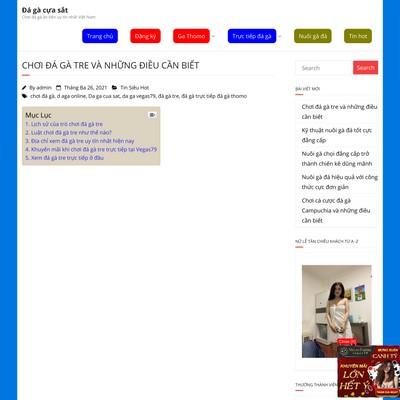 Đá gà cựa sắt
Chơi đá gà ăn tiền uy tín nhất Việt Nam
Trang chủ
Đăng ký
Ga Thomo
Trực tiếp đá gà
Nuôi gà đá
Tin hot
CHƠI ĐÁ GÀ TRE VÀ NHỮNG ĐIỀU CẦN BIẾT
By admin
Tháng Ba 26, 2021
Tin Siêu Hot
chơi đá gà, d aga online, Da ga cua sat, da ga vegas79, đá gà tre, đá gà trực tiếp đá gà thomo
Mục Lục
1. Lịch sử của trò chơi đá gà tre
2. Luật chơi đá gà tre như thế nào?
3. Địa chỉ xem đá gà tre uy tín nhất hiện nay
4. Khuyến mãi khi chơi đá gà tre trực tiếp tại Vegas79
5. Xem đá gà tre trực tiếp ở đâu
Search
Search
BÀI VIẾT MỚI
Chơi đá gà tre và những điều
cần biết
Kỹ thuật nuôi gà đá tốt cực
đẳng cấp
Nuôi gà chọi đẳng cấp trở
thành chiến kê dũng mãnh
Nuôi gà đá hiệu quả với công
thức cực đơn giản
Chơi cá cược đá gà
Campuchia và những điều
cần biết
NỮ LỄ TÂN CHIỀU KHÁCH TỪ A -Z
Close [X]
MỪNG XUÂN
CANH TÝ
KHUYẾN MÃI
LỚN
HẾT Ý
THƯỞNG THÀNH VIÊN